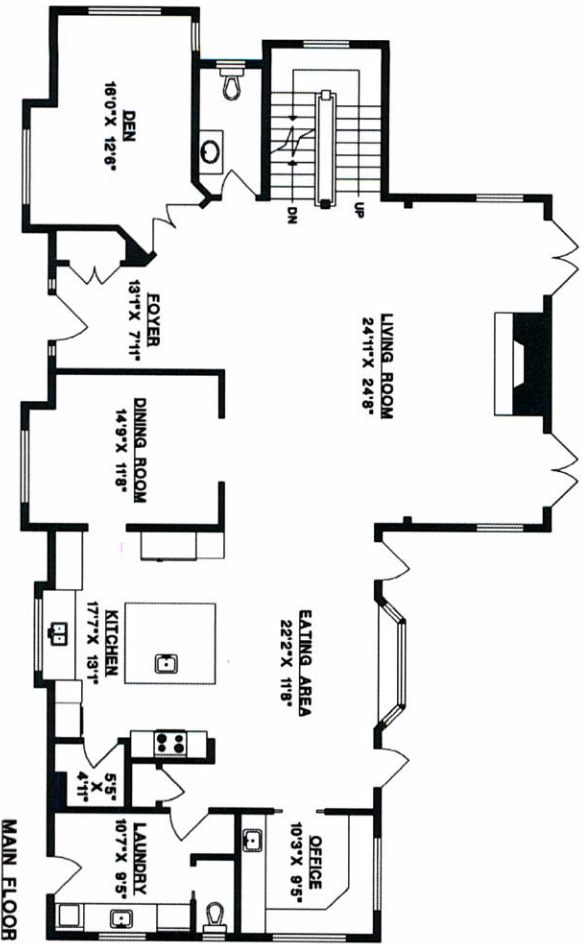 DEN
16'0"X 12'6"
UP
DN
LIVING ROOM
24'11"X 24'8"
FOYER
13'1"X 7'11"
DINING ROOM
14'9"X 11'8"
EATING AREA
22'2"X 11'8"
KITCHEN
17'7"X 13'1"
5'5"
X
4'11"
OFFICE
10'3"X 9'5"
LAUNDRY
10'7"X 9'5"
MAIN FLOOR